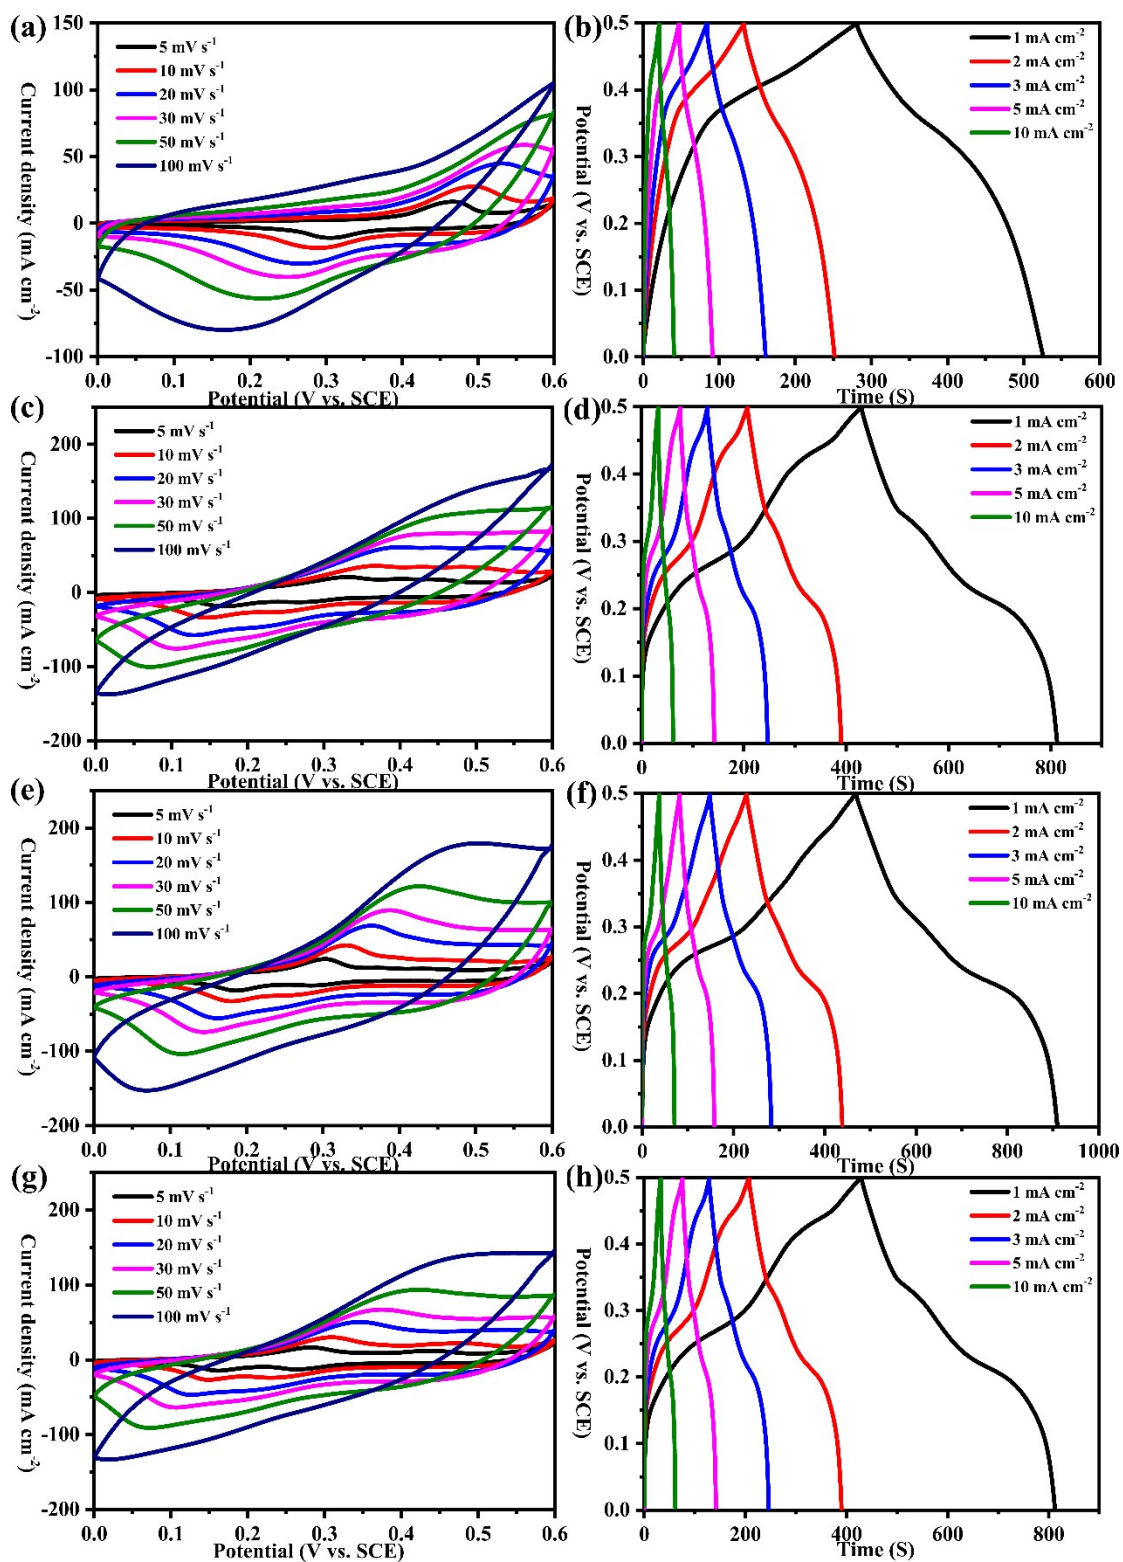 (a)
150
100
50
0
-50
-100
Current density (mA cm-2)
5 mV s-1
10 mV s-1
20 mV s-1
30 mV s-1
50 mV s-1
100 mV s-1
0.0 0.1 0.2 0.3 0.4 0.5 0.6
Potential (V vs. SCE)
(b)
0.5
0.4
0.3
0.2
0.1
0.0
Potential (V vs. SCE)
1 mA cm-2
2 mA cm-2
3 mA cm-2
5 mA cm-2
10 mA cm-2
0 100 200 300 400 500 600
Time (S)
(c)
200
100
0
-100
-200
Current density (mA cm-2)
5 mV s-1
10 mV s-1
20 mV s-1
30 mV s-1
50 mV s-1
100 mV s-1
0.0 0.1 0.2 0.3 0.4 0.5 0.6
Potential (V vs. SCE)
(d)
0.5
0.4
0.3
0.2
0.1
0.0
Potential (V vs. SCE)
1 mA cm-2
2 mA cm-2
3 mA cm-2
5 mA cm-2
10 mA cm-2
0 200 400 600 800
Time (S)
(e)
200
100
0
-100
-200
Current density (mA cm-2)
5 mV s-1
10 mV s-1
20 mV s-1
30 mV s-1
50 mV s-1
100 mV s-1
0.0 0.1 0.2 0.3 0.4 0.5 0.6
Potential (V vs. SCE)
(f)
0.5
0.4
0.3
0.2
0.1
0.0
Potential (V vs. SCE)
1 mA cm-2
2 mA cm-2
3 mA cm-2
5 mA cm-2
10 mA cm-2
0 200 400 600 800 1000
Time (S)
(g)
200
100
0
-100
-200
Current density (mA cm-2)
5 mV s-1
10 mV s-1
20 mV s-1
30 mV s-1
50 mV s-1
100 mV s-1
0.0 0.1 0.2 0.3 0.4 0.5 0.6
Potential (V vs. SCE)
(h)
0.5
0.4
0.3
0.2
0.1
0.0
Potential (V vs. SCE)
1 mA cm-2
2 mA cm-2
3 mA cm-2
5 mA cm-2
10 mA cm-2
0 200 400 600 800
Time (S)